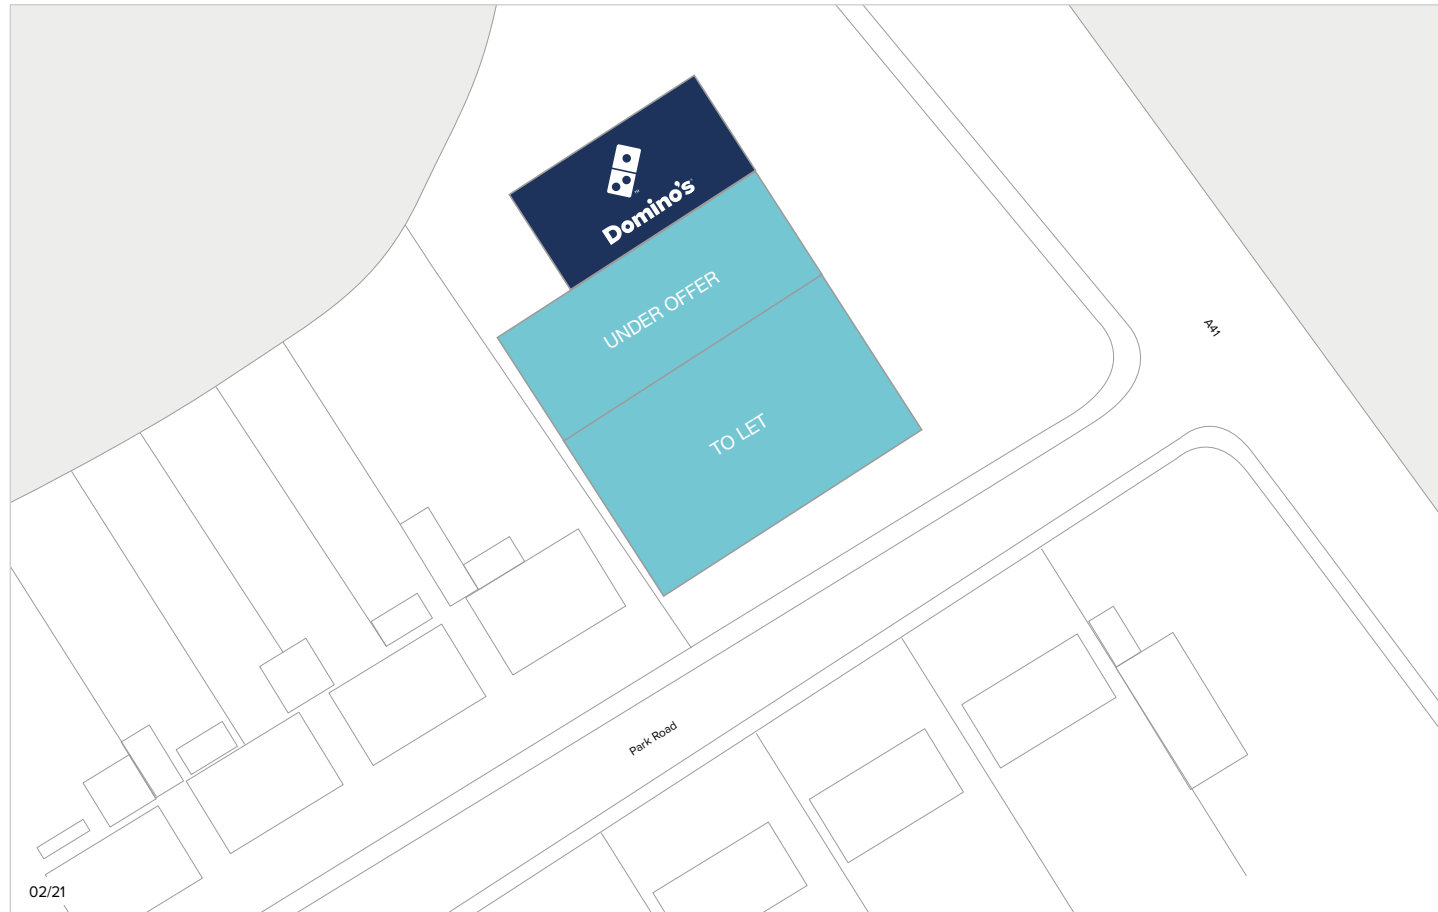 Domino's
UNDER OFFER
TO LET
A41
Park Road
02/21